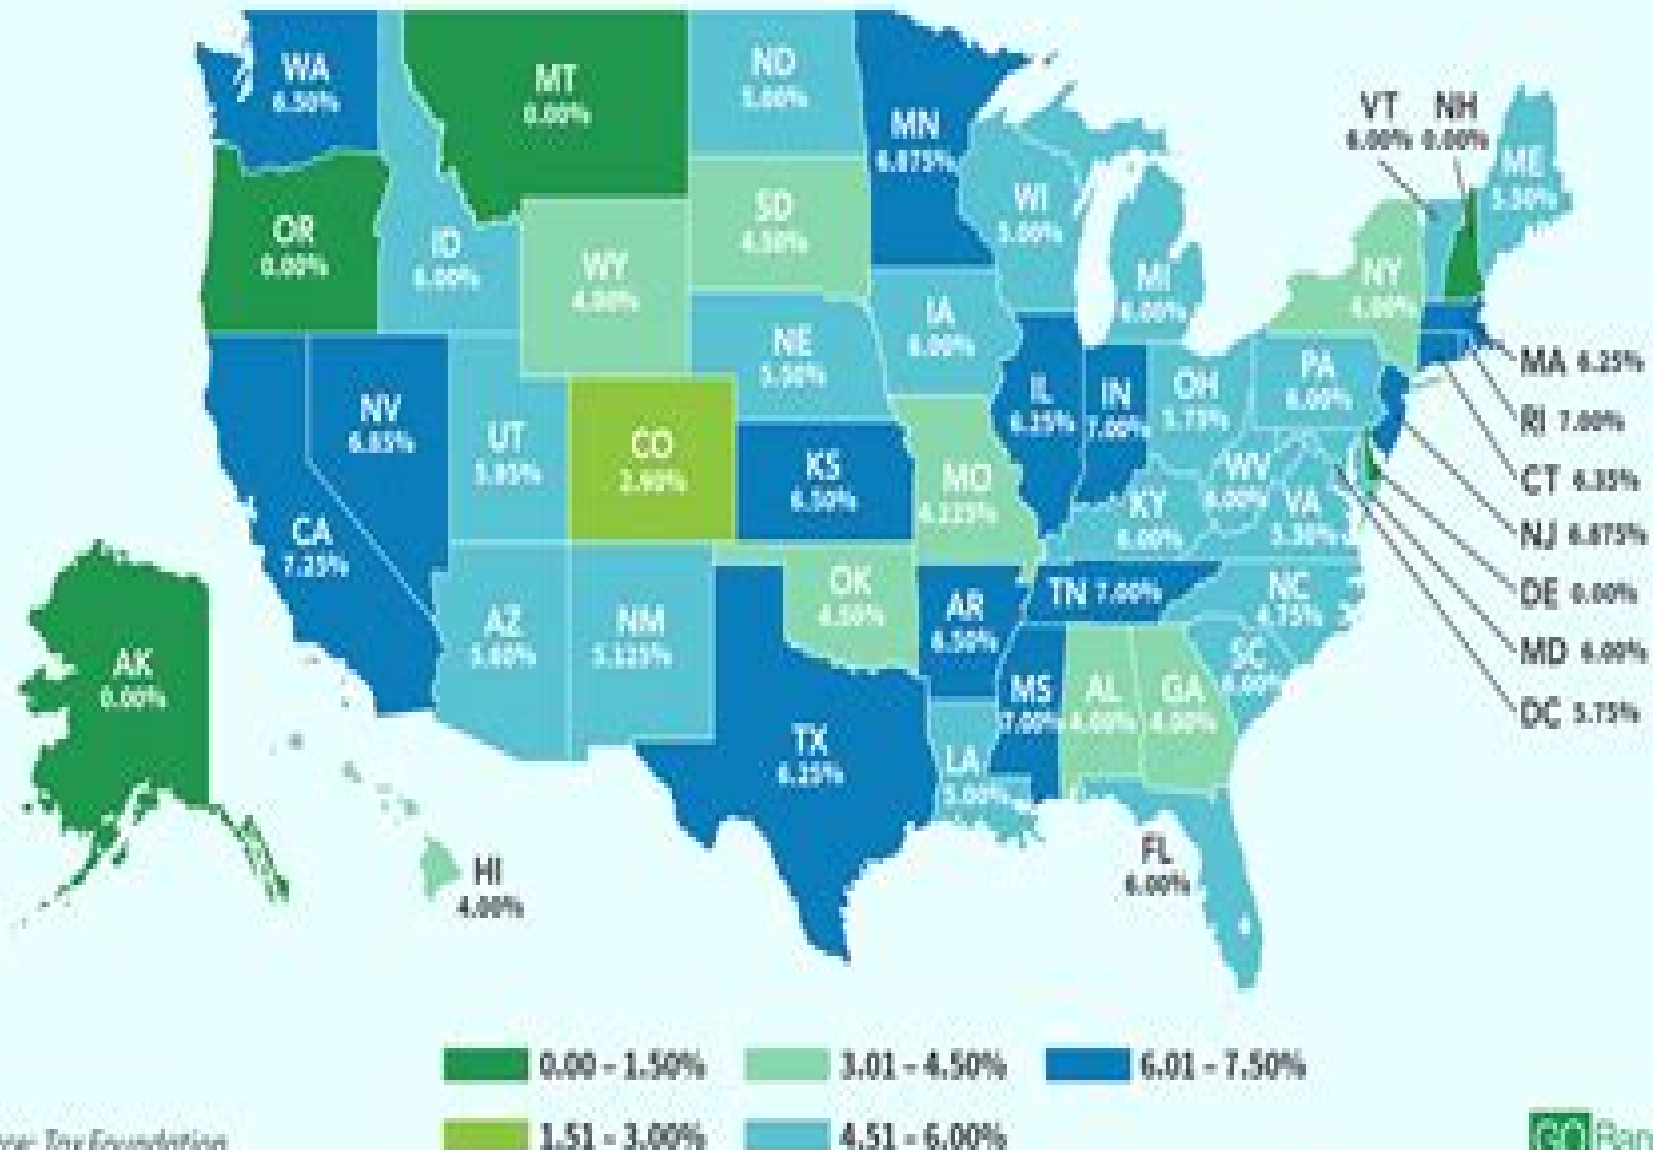 WA
6.50%
MT
0.00%
ND
5.00%
MN
6.875%
VT NH
6.00% 0.00%
ME
5.50%
OR
0.00%
ID
6.00%
WY
4.00%
SD
4.50%
WI
5.00%
MI
6.00%
NY
4.00%
NE
5.50%
IA
6.00%
IL
6.25%
IN
7.00%
OH
5.75%
PA
6.00%
MA 6.25%
RI 7.00%
CT 6.35%
NJ 6.875%
DE 0.00%
MD 6.00%
DC 5.75%
NV
6.85%
UT
CO
2.90%
KS
6.50%
MO
4.225%
KY
6.00%
WV
6.00%
VA
5.30%
CA
7.25%
AZ
5.60%
NM
5.125%
OK
4.50%
AR
6.50%
TN 7.00%
NC
4.75%
SC
6.00%
AK
0.00%
TX
6.25%
LA
5.00%
MS
7.00%
AL
4.00%
GA
4.00%
HI
4.00%
FL
6.00%
0.00 - 1.50%
3.01 - 4.50%
6.01 - 7.50%
1.51 - 3.00%
4.51 - 6.00%
Tax Foundation
GO